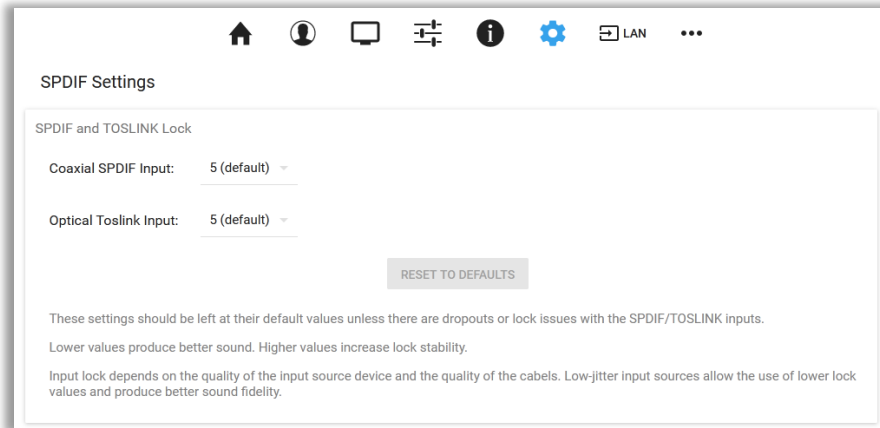 LAN
SPDIF Settings
SPDIF and TOSLINK Lock
Coaxial SPDIF Input: 5 (default)
Optical Toslink Input: 5 (default)
RESET TO DEFAULTS
These settings should be left at their default values unless there are dropouts or lock issues with the SPDIF/TOSLINK inputs.
Lower values produce better sound. Higher values increase lock stability.
Input lock depends on the quality of the input source device and the quality of the cabels. Low-jitter input sources allow the use of lower lock
values and produce better sound fidelity.